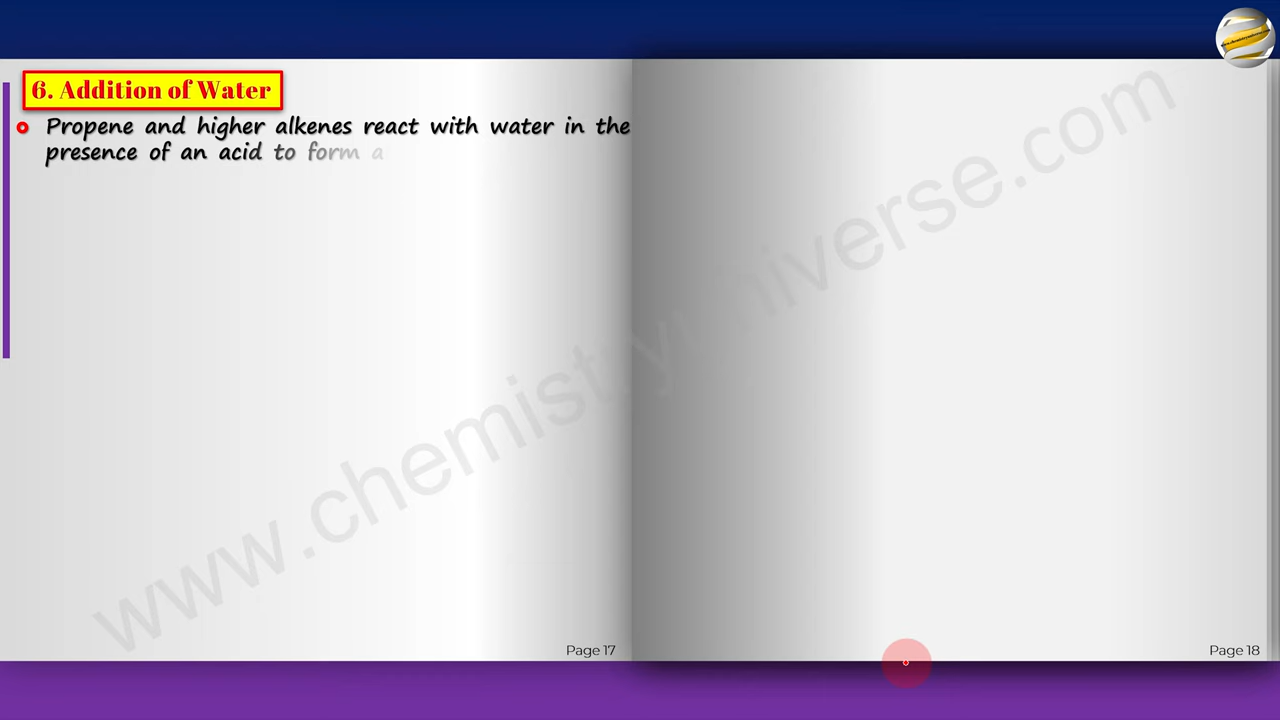 6. Addition of Water
Propene and higher alkenes react with water in the
presence of an acid to form a
www.chemistryuniverse.com
Page 17
Page 18